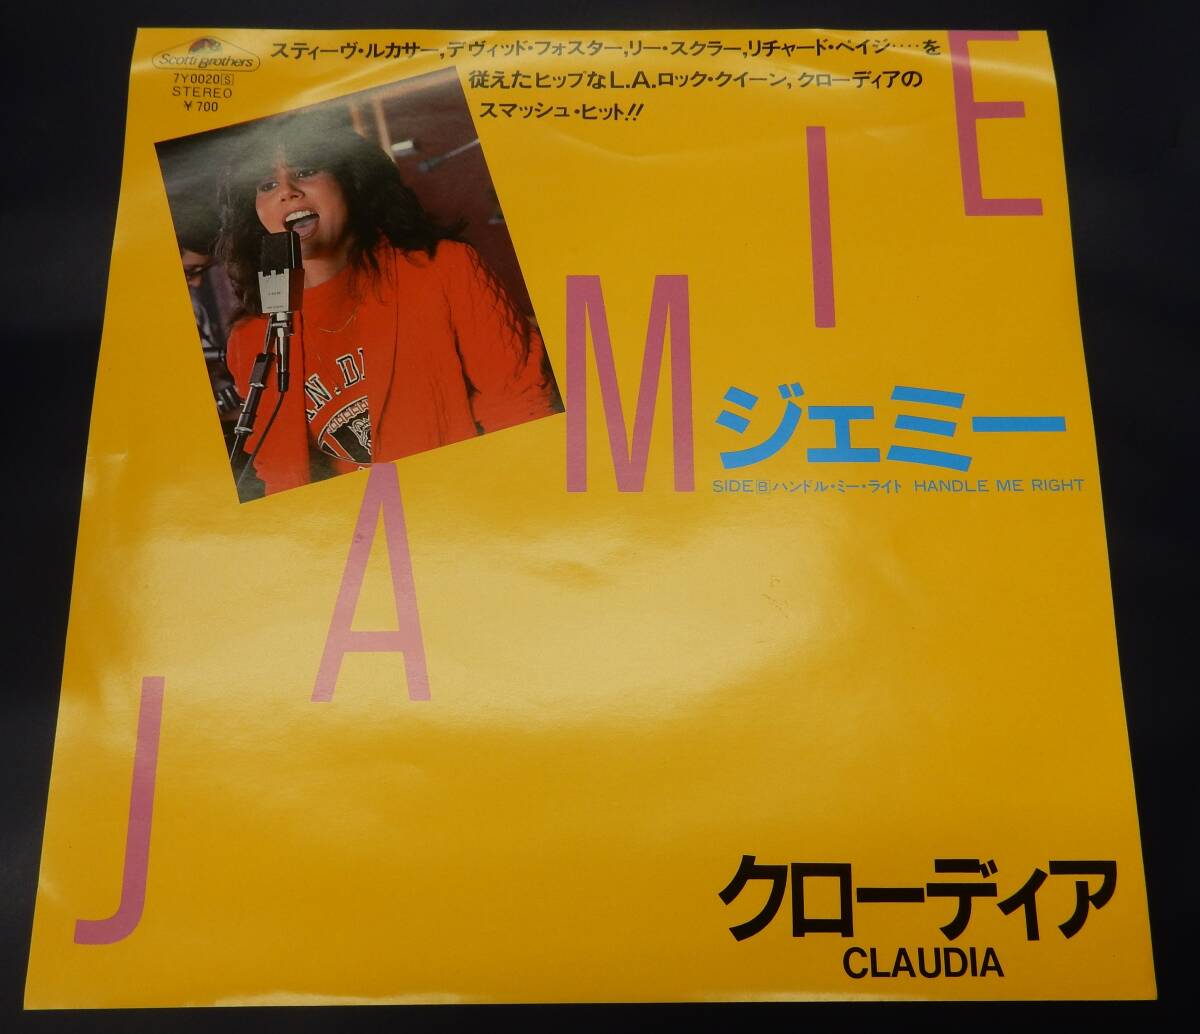 Scotti Brothers
7Y0020[S]
STEREO
¥700
スティーヴ・ルカサー,デヴィッド・フォスター,リー・スクラー,リチャード・ペイジ‥‥を
従えたヒップなL.A.ロック・クイーン,クローディアの
スマッシュ・ヒット!!
JAMIE
ジェミー
SIDE[B]ハンドル・ミー・ライト HANDLE ME RIGHT
クローディア
CLAUDIA